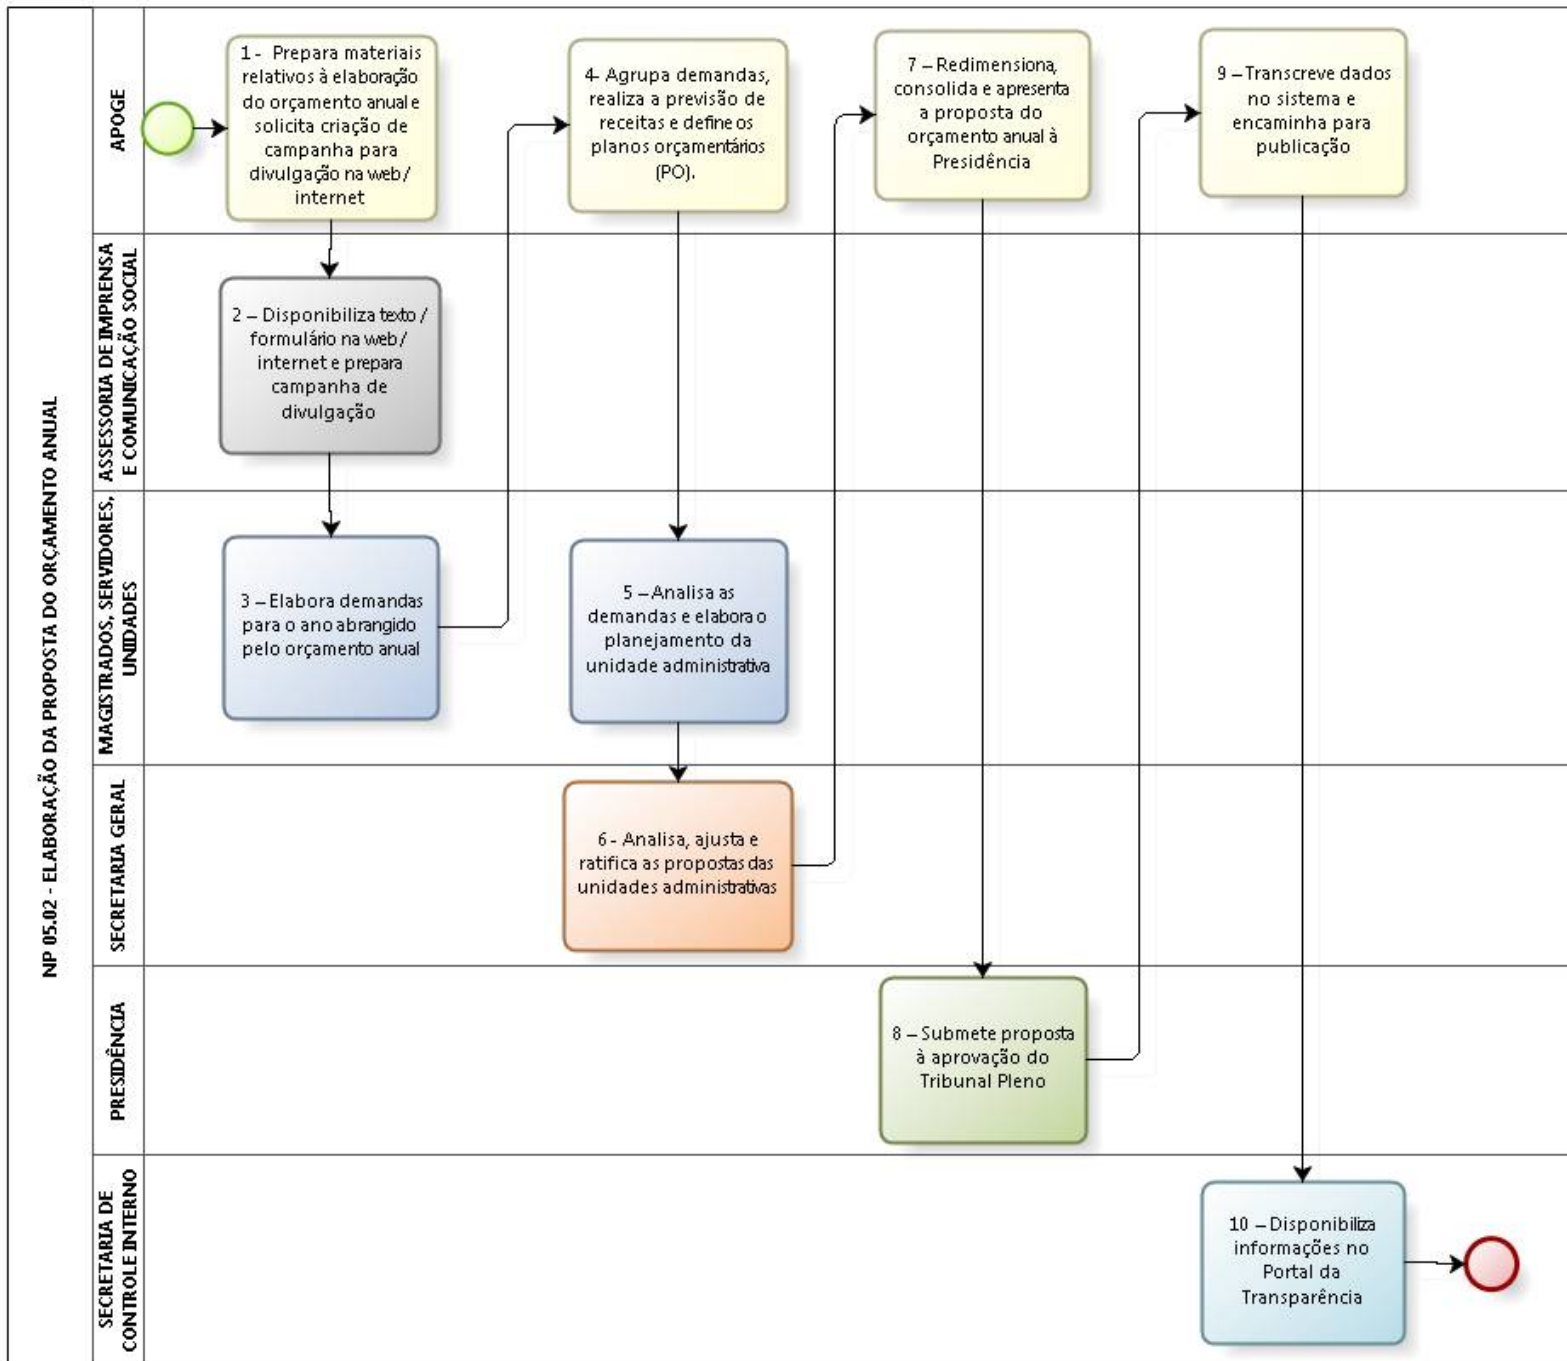 NP 05.02 - ELABORAÇÃO DA PROPOSTA DO ORÇAMENTO ANUAL
APOGE
1 -  Prepara materiais
relativos à elaboração
do orçamento anual e
solicita criação de
campanha para
divulgação na web/
internet
4- Agrupa demandas,
realiza a previsão de
receitas e define os
planos orçamentários
(PO).
7 – Redimensiona,
consolida e apresenta
a proposta do
orçamento anual à
Presidência
9 – Transcreve dados
no sistema e
encaminha para
publicação
ASSESSORIA DE IMPRENSA
E COMUNICAÇÃO SOCIAL
2 – Disponibiliza texto /
formulário na web/
internet e prepara
campanha de
divulgação
MAGISTRADOS, SERVIDORES,
UNIDADES
3 – Elabora demandas
para o ano abrangido
pelo orçamento anual
5 – Analisa as
demandas e elabora o
planejamento da
unidade administrativa
SECRETARIA GERAL
6 - Analisa, ajusta e
ratifica as propostas das
unidades administrativas
PRESIDÊNCIA
8 – Submete proposta
à aprovação do
Tribunal Pleno
SECRETARIA DE
CONTROLE INTERNO
10 – Disponibiliza
informações no
Portal da
Transparência